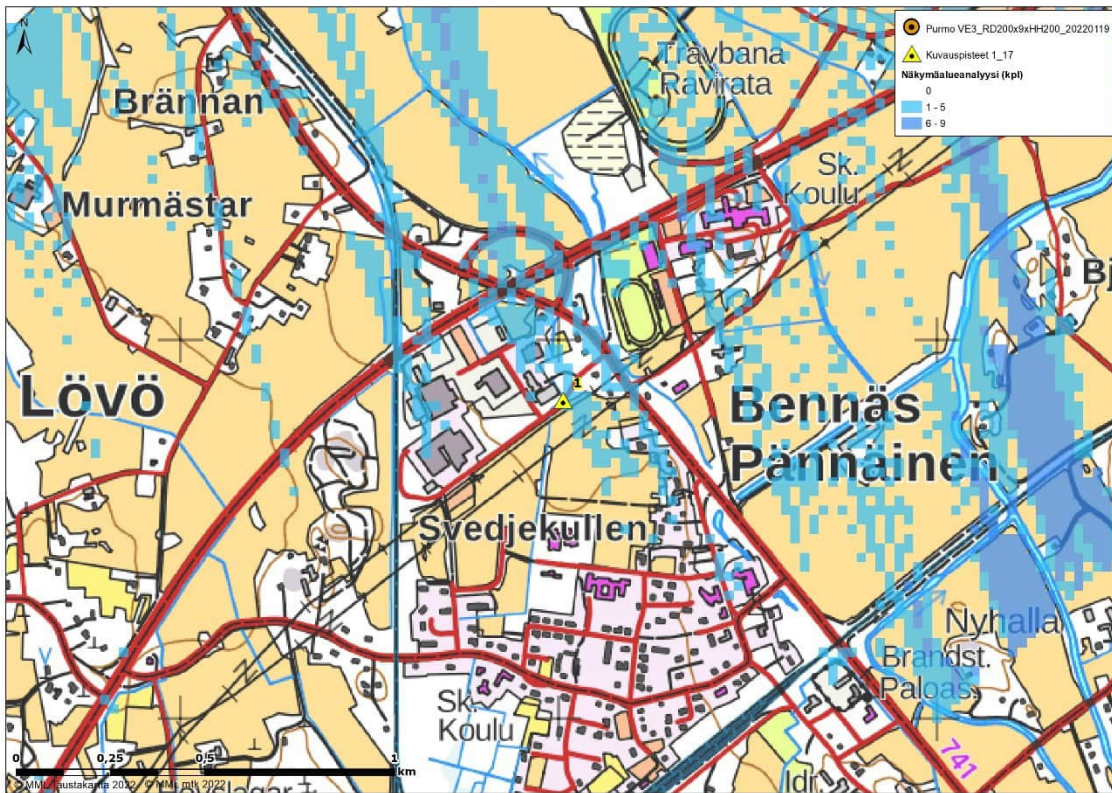 N
Purmo VE3_RD200x9xHH200_20220119
Kuvauspisteet 1_17
Näkymäalueanalyysi (kpl)
0
1 - 5
6 - 9
Travbana
Ravirata
Brännan
Sk.
Koulu
Murmästar
Bi
1
Lövö
Bennäs
Pännäinen
Svedjekullen
Nyhalla
Brandst.
Paloas.
Sk.
Koulu
741
0 0,25 0,5 1
km
© MML Taustakartta 2022 © MML mtk 2022
Idr.